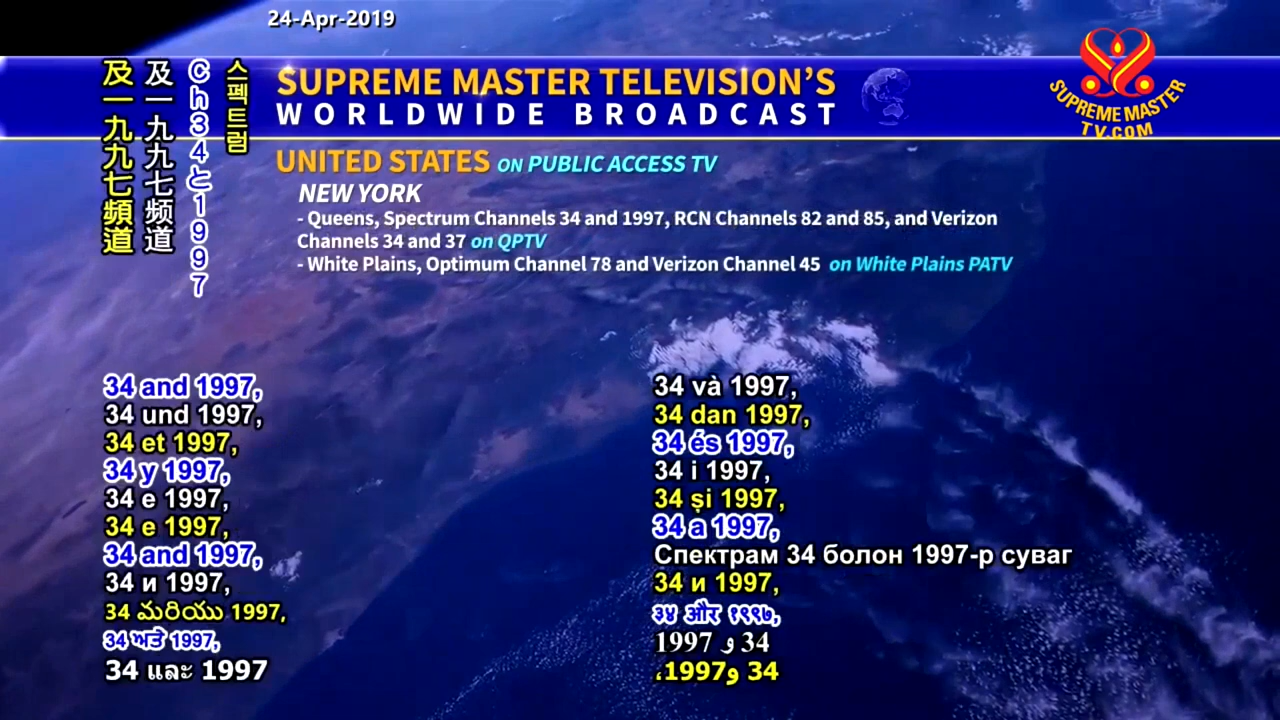 24-Apr-2019
SUPREME MASTER TELEVISION'S
WORLDWIDE BROADCAST
SUPREME MASTER
TV.COM
UNITED STATES ON PUBLIC ACCESS TV
NEW YORK
- Queens, Spectrum Channels 34 and 1997, RCN Channels 82 and 85, and Verizon
Channels 34 and 37 on QPTV
- White Plains, Optimum Channel 78 and Verizon Channel 45 on White Plains PATV
及一九九七頻道
及一九九七频道
Ch34と1997
스펙트럼
34 and 1997,
34 und 1997,
34 et 1997,
34 y 1997,
34 e 1997,
34 e 1997,
34 and 1997,
34 и 1997,
34 మరియు 1997,
34 ਅਤੇ 1997,
34 และ 1997
34 và 1997,
34 dan 1997,
34 és 1997,
34 i 1997,
34 și 1997,
34 a 1997,
Спектрам 34 болон 1997-р суваг
34 и 1997,
३४ और १९९७,
34 و 1997
34 و1997،